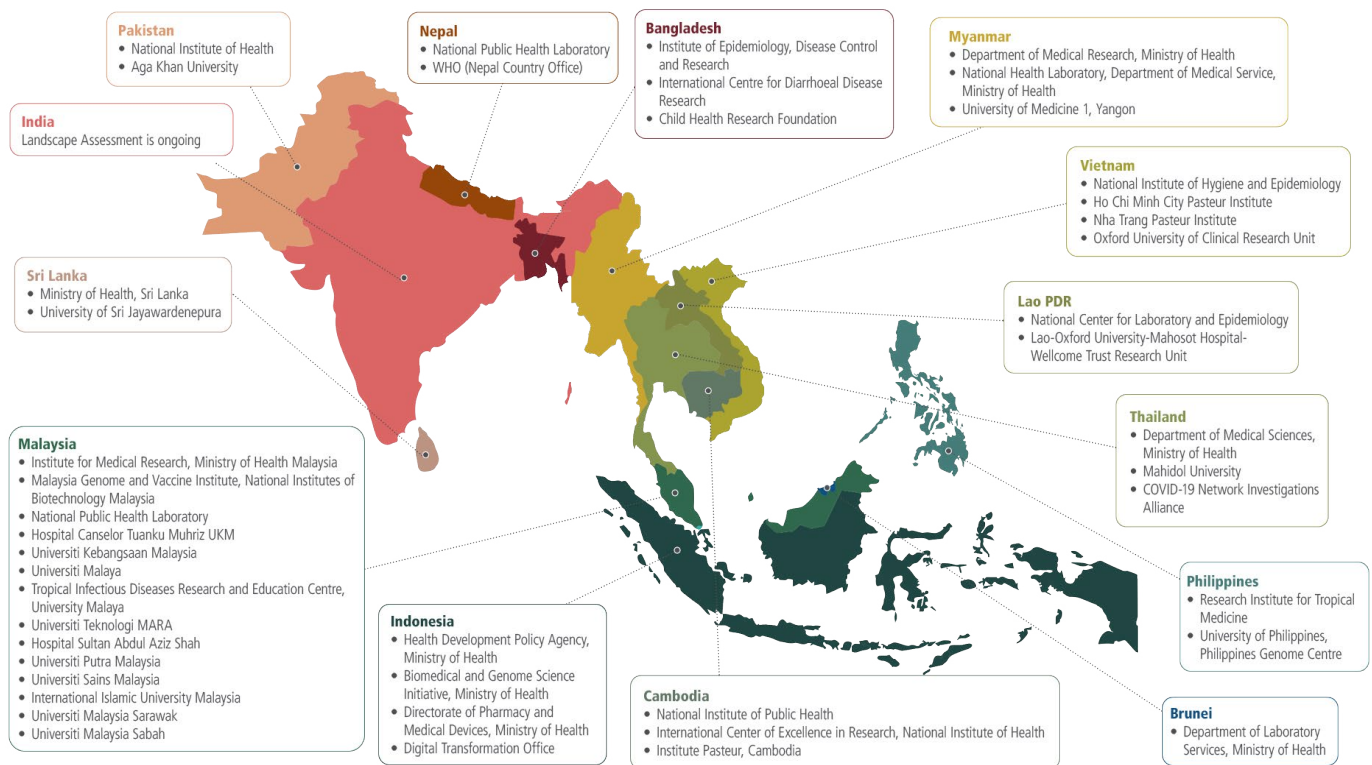 Pakistan
• National Institute of Health
• Aga Khan University
Nepal
• National Public Health Laboratory
• WHO (Nepal Country Office)
Bangladesh
• Institute of Epidemiology, Disease Control
and Research
• International Centre for Diarrhoeal Disease
Research
• Child Health Research Foundation
Myanmar
• Department of Medical Research, Ministry of Health
• National Health Laboratory, Department of Medical Service,
Ministry of Health
• University of Medicine 1, Yangon
India
Landscape Assessment is ongoing
Vietnam
• National Institute of Hygiene and Epidemiology
• Ho Chi Minh City Pasteur Institute
• Nha Trang Pasteur Institute
• Oxford University of Clinical Research Unit
Sri Lanka
• Ministry of Health, Sri Lanka
• University of Sri Jayawardenepura
Lao PDR
• National Center for Laboratory and Epidemiology
• Lao-Oxford University-Mahosot Hospital-
Wellcome Trust Research Unit
Thailand
• Department of Medical Sciences,
Ministry of Health
• Mahidol University
• COVID-19 Network Investigations
Alliance
Malaysia
• Institute for Medical Research, Ministry of Health Malaysia
• Malaysia Genome and Vaccine Institute, National Institutes of
Biotechnology Malaysia
• National Public Health Laboratory
• Hospital Canselor Tuanku Muhriz UKM
• Universiti Kebangsaan Malaysia
• Universiti Malaya
• Tropical Infectious Diseases Research and Education Centre,
University Malaya
• Universiti Teknologi MARA
• Hospital Sultan Abdul Aziz Shah
• Universiti Putra Malaysia
• Universiti Sains Malaysia
• International Islamic University Malaysia
• Universiti Malaysia Sarawak
• Universiti Malaysia Sabah
Philippines
• Research Institute for Tropical
Medicine
• University of Philippines,
Philippines Genome Centre
Indonesia
• Health Development Policy Agency,
Ministry of Health
• Biomedical and Genome Science
Initiative, Ministry of Health
• Directorate of Pharmacy and
Medical Devices, Ministry of Health
• Digital Transformation Office
Cambodia
• National Institute of Public Health
• International Center of Excellence in Research, National Institute of Health
• Institute Pasteur, Cambodia
Brunei
• Department of Laboratory
Services, Ministry of Health